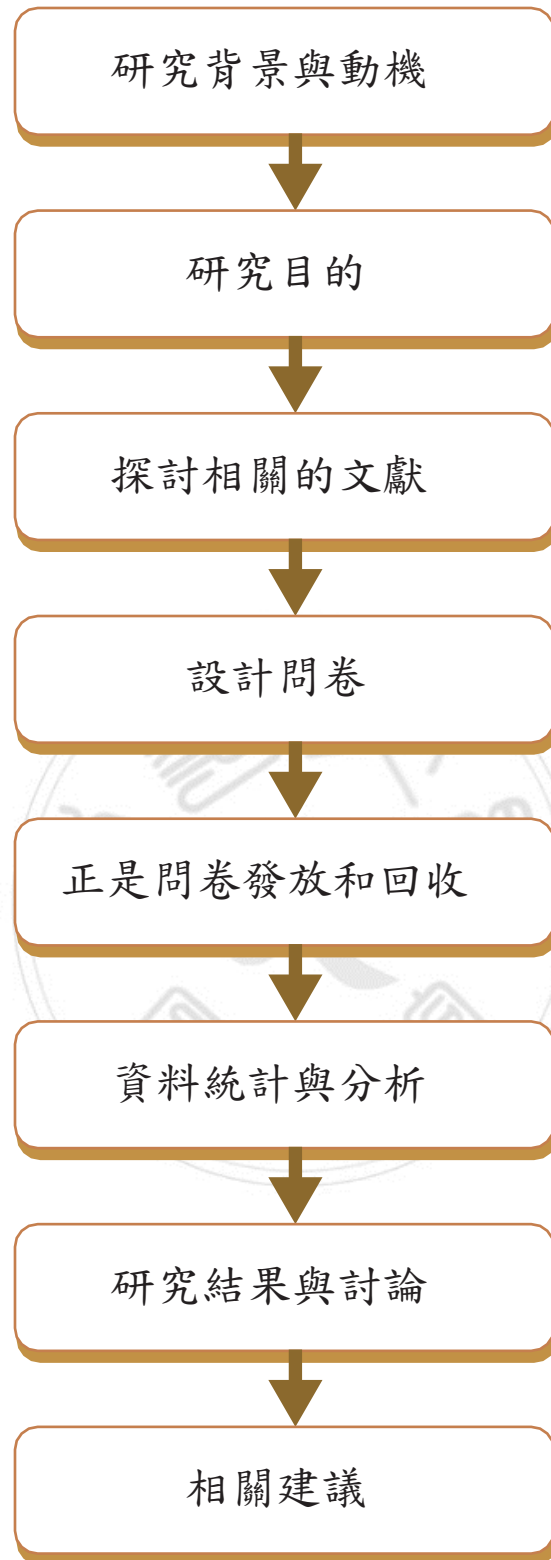 研究背景與動機
研究目的
探討相關的文獻
設計問卷
正是問卷發放和回收
資料統計與分析
研究結果與討論
相關建議